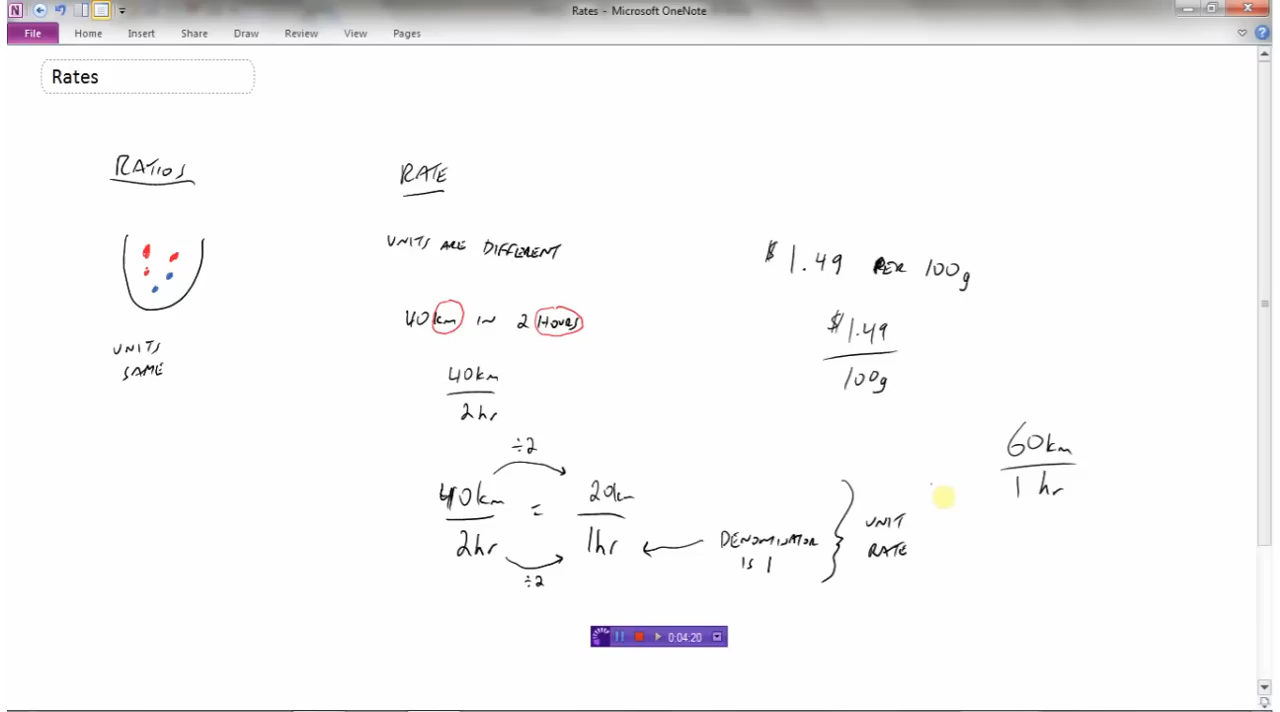 Rates - Microsoft OneNote
File Home Insert Share Draw Review View Pages
Rates
RATIOS
UNITS
SAME
RATE
UNITS ARE DIFFERENT
40km IN 2 HOURS
40km
2hr
÷2
40km = 20km
2hr 1hr
÷2
DENOMINATOR
IS 1
UNIT
RATE
$1.49 PER 100g
$1.49
100g
60km
1 hr
0:04:20